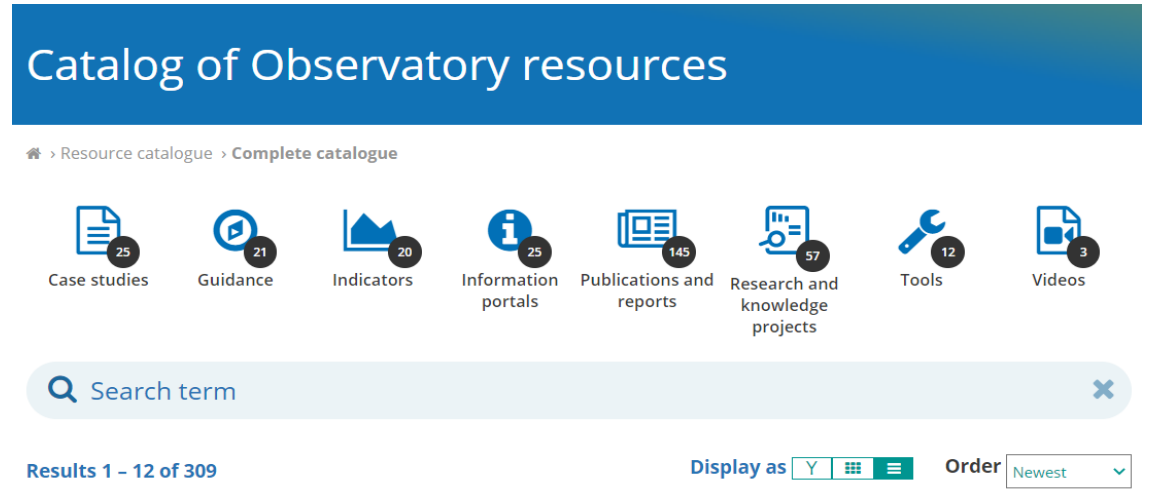 Catalog of Observatory resources
› Resource catalogue › Complete catalogue
25 21 20 25 145 57 12 3
Case studies Guidance Indicators Information portals Publications and reports Research and knowledge projects Tools Videos
Search term
Results 1 – 12 of 309 Display as Y Order Newest